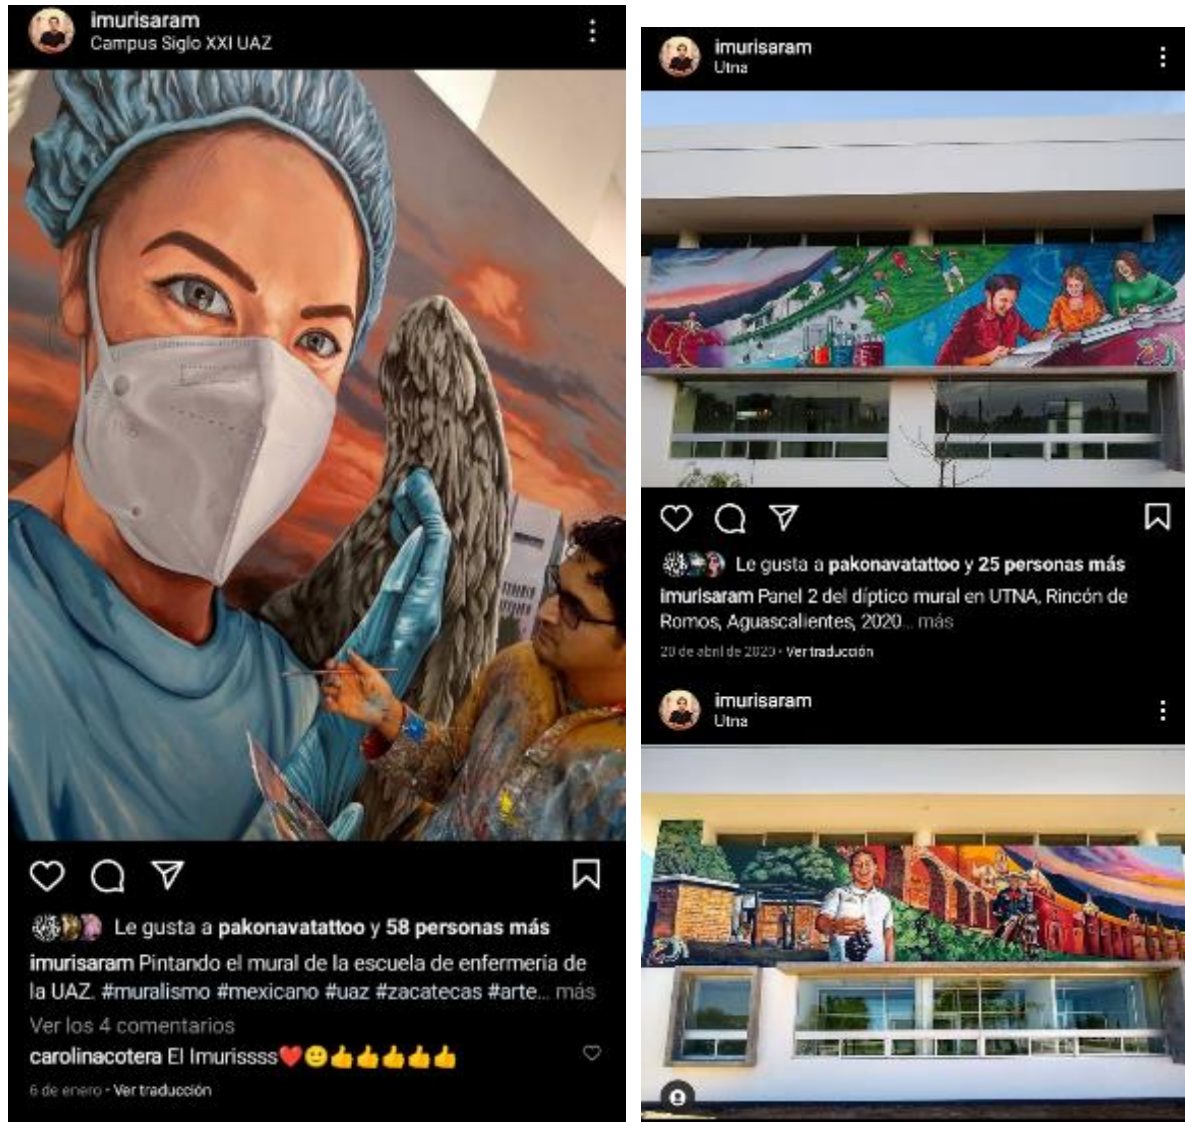 imurisaram
Campus Siglo XXI UAZ
Le gusta a pakonavatattoo y 58 personas más
imurisaram Pintando el mural de la escuela de enfermería de
la UAZ. #muralismo #mexicano #uaz #zacatecas #arte... más
Ver los 4 comentarios
carolinacotera El Imurissss❤️🙂👍👍👍👍👍
6 de enero · Ver traducción
imurisaram
Utna
Le gusta a pakonavatattoo y 25 personas más
imurisaram Panel 2 del díptico mural en UTNA, Rincón de
Romos, Aguascalientes, 2020... más
20 de abril de 2020 · Ver traducción
imurisaram
Utna